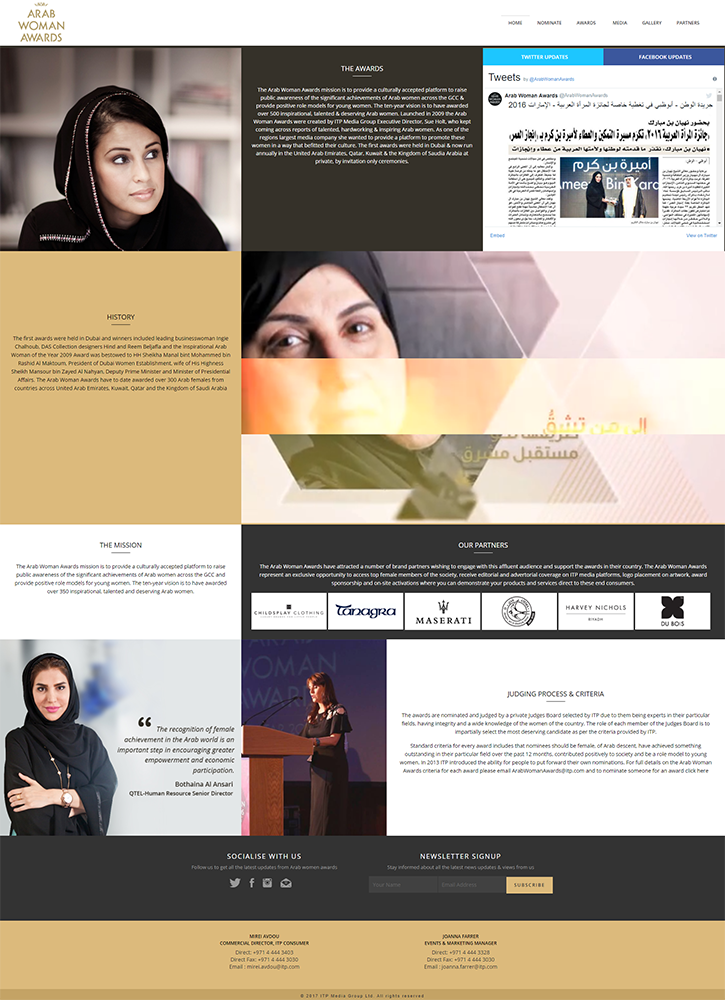 ARAB
WOMAN
AWARDS
HOME NOMINATE AWARDS MEDIA GALLERY PARTNERS
THE AWARDS
The Arab Woman Awards mission is to provide a culturally accepted platform to raise
public awareness of the significant achievements of Arab women across the GCC &
provide positive role models for young women. The ten-year vision is to have awarded
over 500 inspirational, talented & deserving Arab women. Launched in 2009 the Arab
Woman Awards were created by ITP Media Group Executive Director, Sue Holt, who kept
coming across reports of talented, hardworking & inspiring Arab women. As one of the
regions largest media company she wanted to provide a platform to promote these
women in a way that befitted their culture. The first awards were held in Dubai & now run
annually in the United Arab Emirates, Qatar, Kuwait & the Kingdom of Saudia Arabia at
private, by invitation only ceremonies.
TWITTER UPDATES FACEBOOK UPDATES
Tweets by @ArabWomanAwards
Arab Woman Awards @ArabWomanAwards
جريدة الوطن - أبوظبي في تغطية خاصة لجائزة المرأة العربية - الإمارات 2016
بحضور نهيان بن مبارك
جائزة المرأة العربية ٢٠١٦، تكرم مسيرة التمكين والعطاء لأميرة بن كرم
أميرة بن كرم
Ameera Bin Karam
Embed View on Twitter
HISTORY
The first awards were held in Dubai and winners included leading businesswoman Ingie
Chalhoub, DAS Collection designers Hind and Reem Beljafla and the Inspirational Arab
Woman of the Year 2009 Award was bestowed to HH Sheikha Manal bint Mohammed bin
Rashid Al Maktoum, President of Dubai Women Establishment, wife of His Highness
Sheikh Mansour bin Zayed Al Nahyan, Deputy Prime Minister and Minister of Presidential
Affairs. The Arab Woman Awards have to date awarded over 300 Arab females from
countries across United Arab Emirates, Kuwait, Qatar and the Kingdom of Saudi Arabia
إلى من تشقُّ
مستقبل مشرق
THE MISSION
The Arab Woman Awards mission is to provide a culturally accepted platform to raise
public awareness of the significant achievements of Arab women across the GCC and
provide positive role models for young women. The ten-year vision is to have awarded
over 350 inspirational, talented and deserving Arab women.
OUR PARTNERS
The Arab Woman Awards have attracted a number of brand partners wishing to engage with this affluent audience and support the awards in their country. The Arab Woman Awards
represent an exclusive opportunity to access top female members of the society, receive editorial and advertorial coverage on ITP media platforms, logo placement on artwork, award
sponsorship and on-site activations where you can demonstrate your products and services direct to these end consumers.
CHILDSPLAY CLOTHING
Tanagra
MASERATI
HARVEY NICHOLS
RIYADH
DU BOIS
“ The recognition of female
achievement in the Arab world is an
important step in encouraging greater
empowerment and economic
participation.
Bothaina Al Ansari
QTEL-Human Resource Senior Director
ARAB
WOMAN
AWAR
JUDGING PROCESS & CRITERIA
The awards are nominated and judged by a private Judges Board selected by ITP due to them being experts in their particular
fields, having integrity and a wide knowledge of the women of the country. The role of each member of the Judges Board is to
impartially select the most deserving candidate as per the criteria provided by ITP.
Standard criteria for every award includes that nominees should be female, of Arab descent, have achieved something
outstanding in their particular field over the past 12 months, contributed positively to society and be a role model to young
women. In 2013 ITP introduced the ability for people to put forward their own nominations. For full details on the Arab Woman
Awards criteria for each award please email ArabWomanAwards@itp.com and to nominate someone for an award click here
SOCIALISE WITH US
Follow-us to get all the latest updates from Arab women awards
NEWSLETTER SIGNUP
Stay informed about all the latest news updates & views from us
Your Name Email Address SUBSCRIBE
MIREI AVDOU
COMMERCIAL DIRECTOR, ITP CONSUMER
Direct: +971 4 444 3403
Direct Fax: +971 4 444 3030
Email : mirei.avdou@itp.com
JOANNA FARRER
EVENTS & MARKETING MANAGER
Direct: +971 4 444 3328
Direct Fax: +971 4 444 3030
Email : joanna.farrer@itp.com
© 2017 ITP Media Group Ltd. All rights reserved